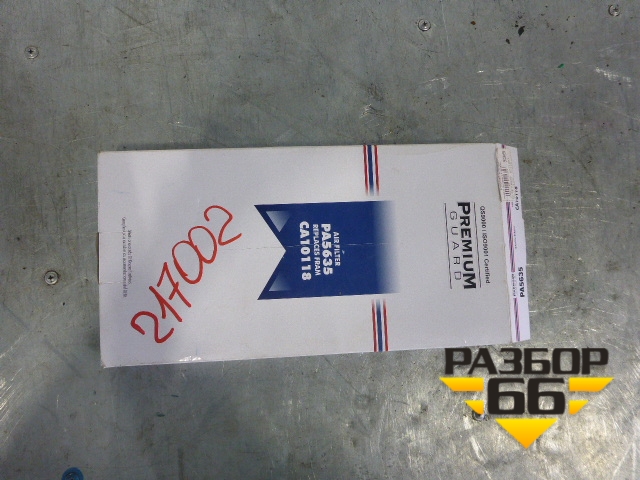 QS9000 | ISO9001 Certified
PREMIUM
GUARD
AIR FILTER
PA5635
REPLACES FRAM
CA10118
217002
PA5635
РАЗБОР
66